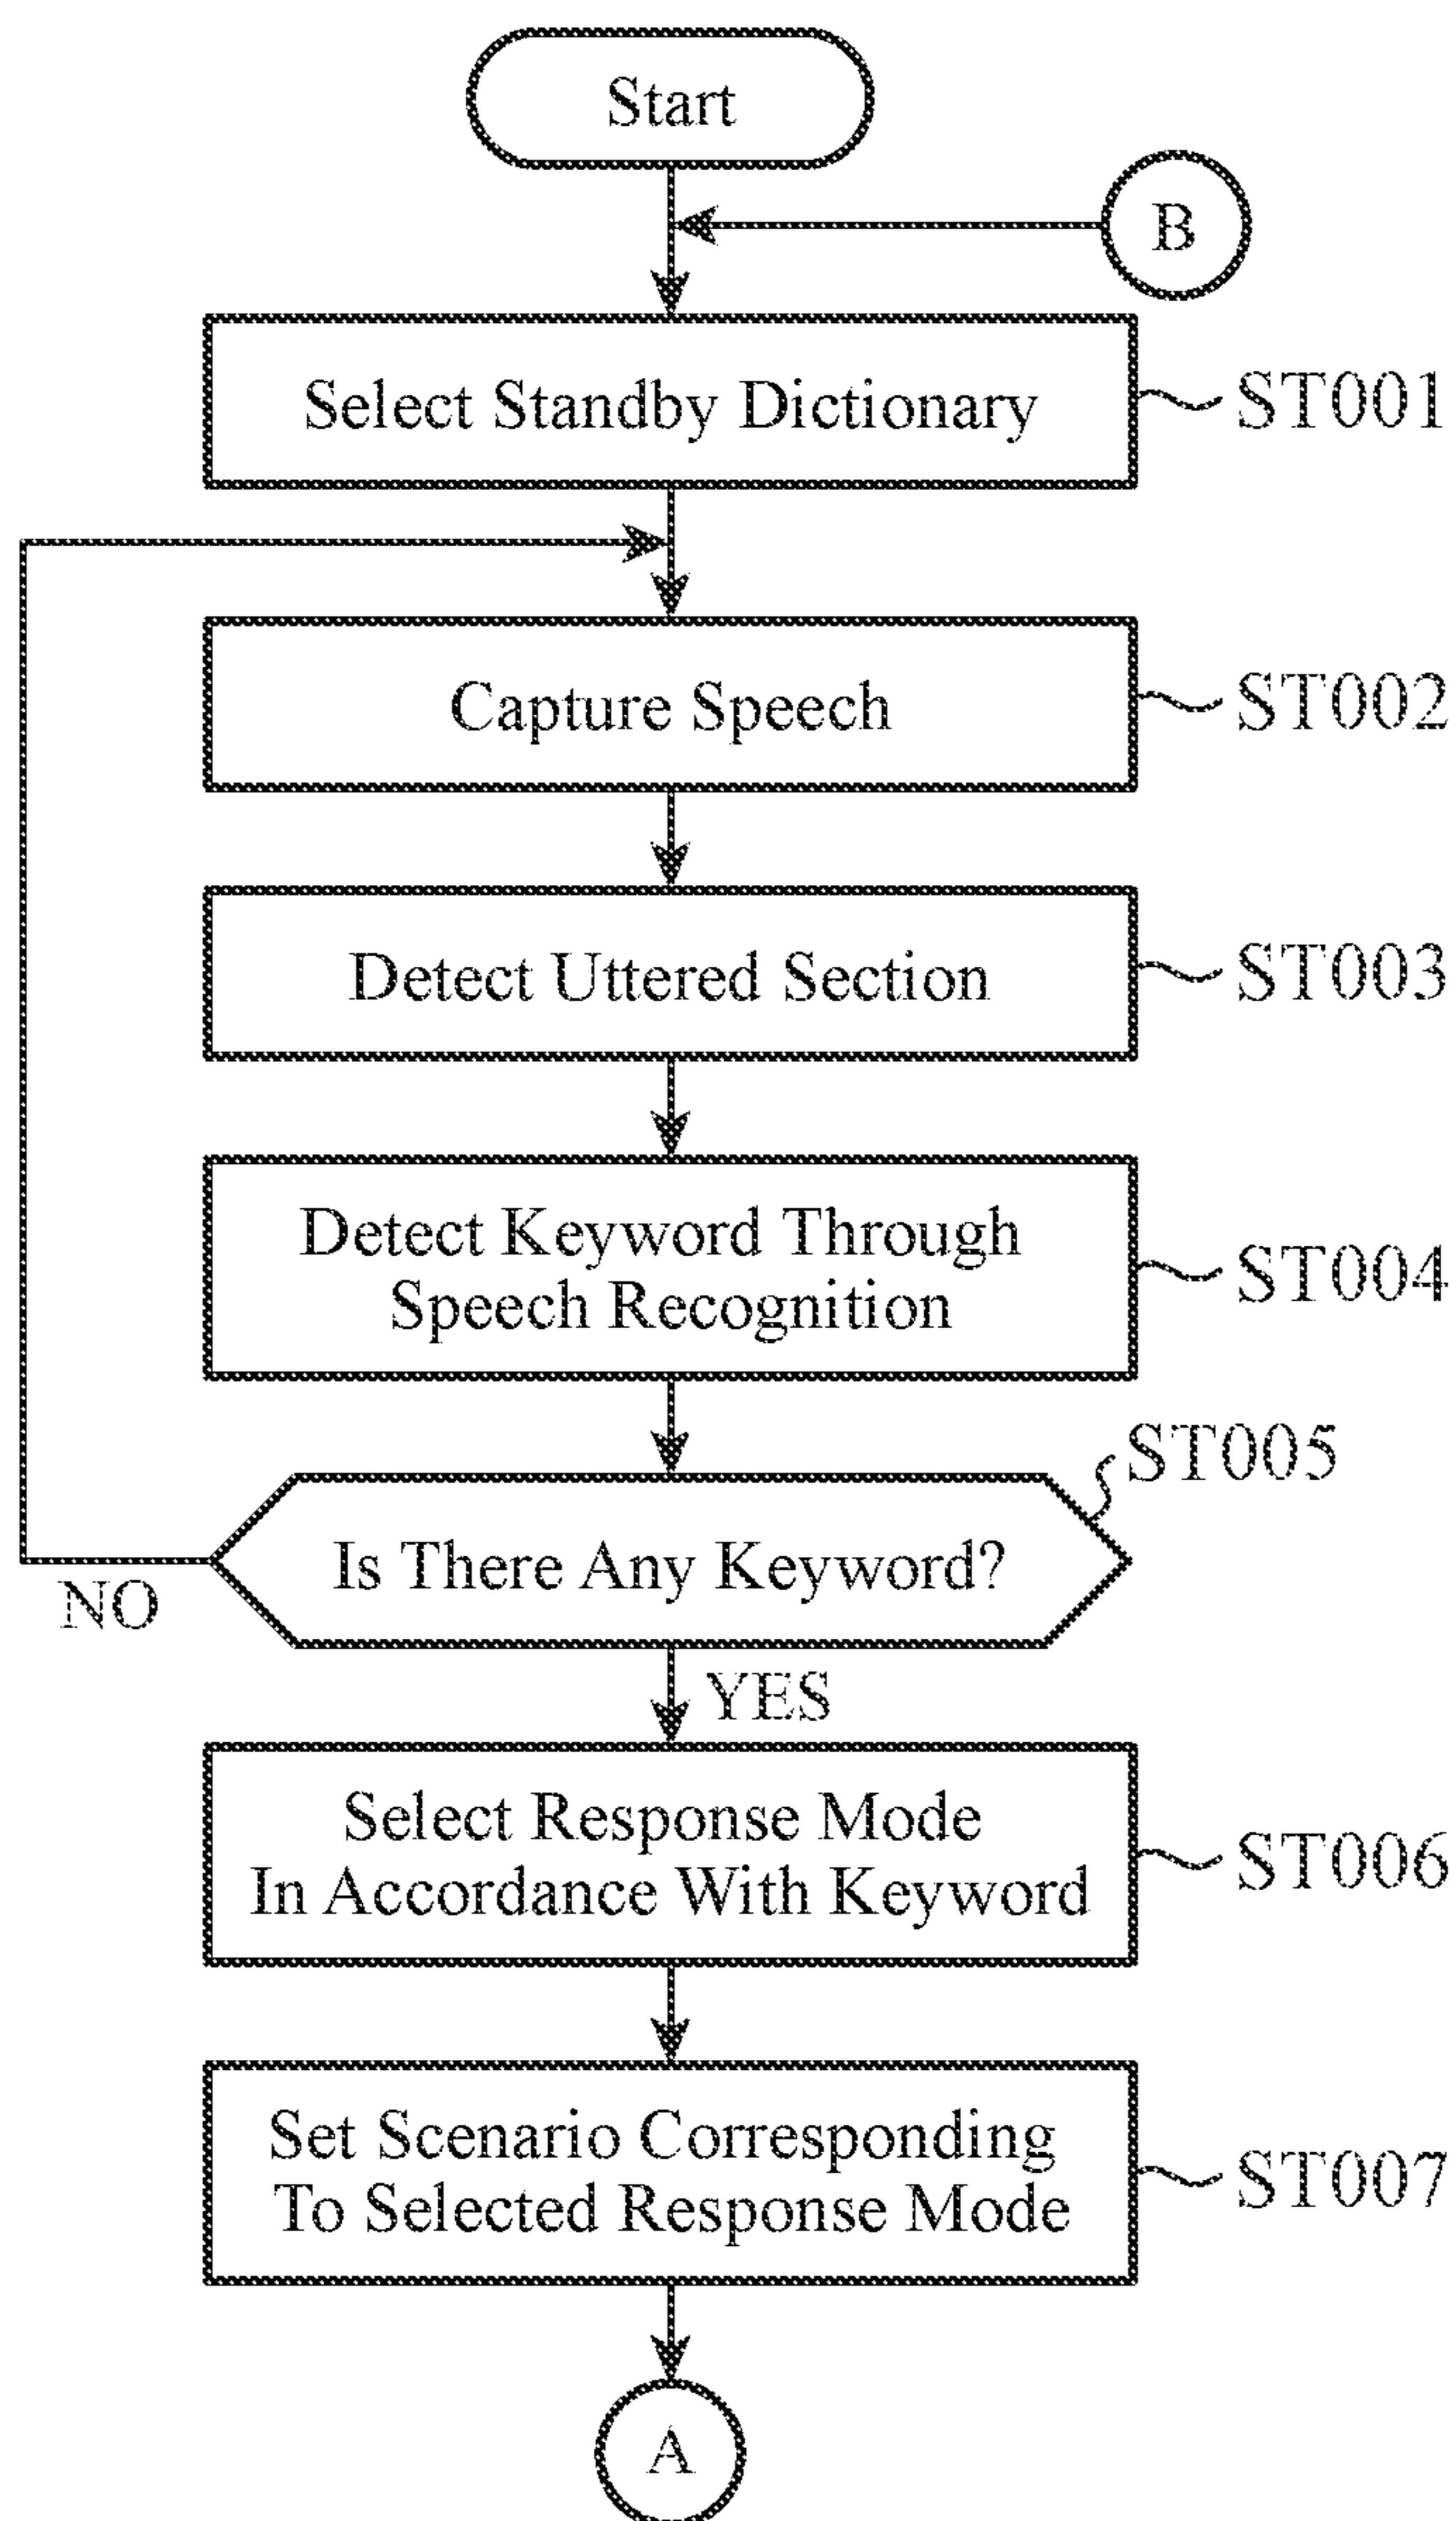 Start
B
Select Standby Dictionary
ST001
Capture Speech
ST002
Detect Uttered Section
ST003
Detect Keyword Through
Speech Recognition
ST004
ST005
Is There Any Keyword?
NO
YES
Select Response Mode
In Accordance With Keyword
ST006
Set Scenario Corresponding
To Selected Response Mode
ST007
A